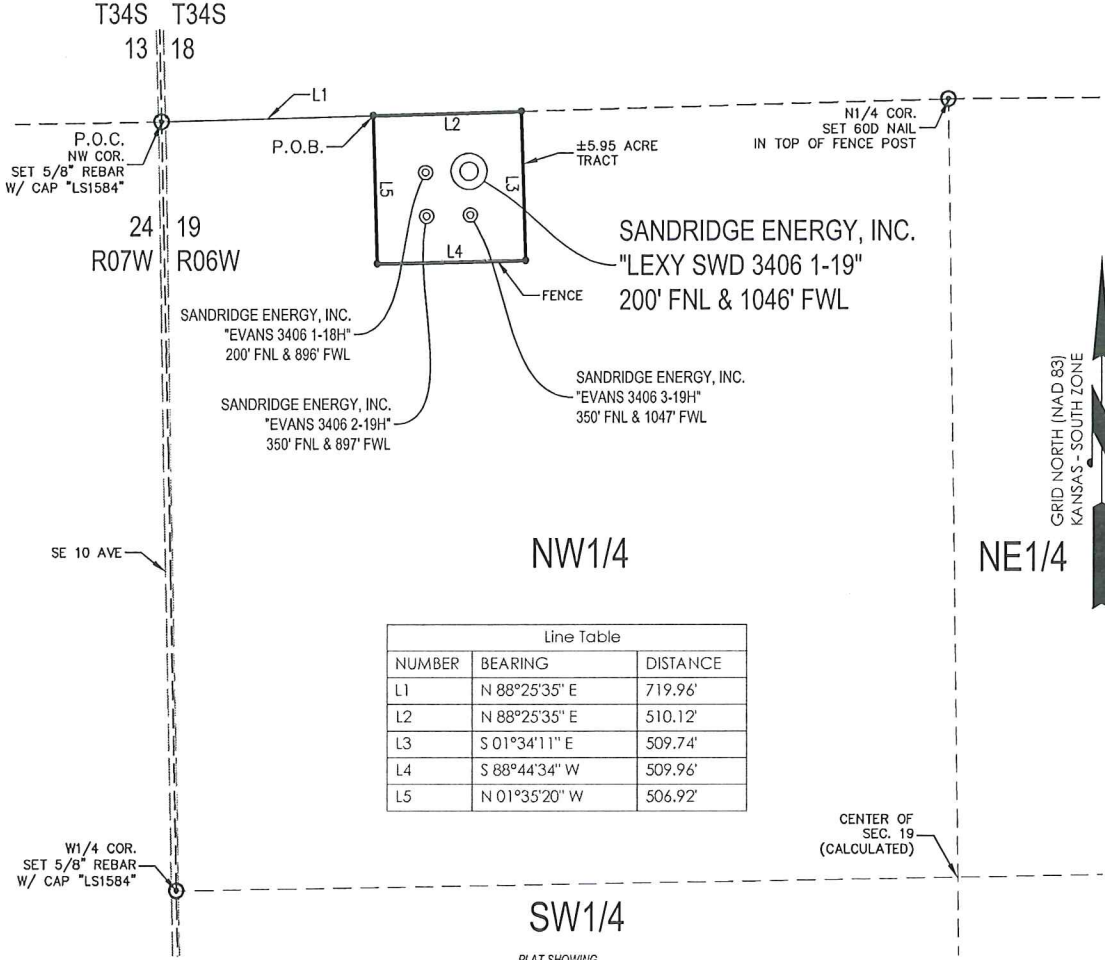 T34S T34S
13 18
L1
P.O.C.
NW COR.
SET 5/8" REBAR
W/ CAP "LS1584"
P.O.B.
L2
±5.95 ACRE
TRACT
N1/4 COR.
SET 60D NAIL
IN TOP OF FENCE POST
L5
L3
L4
24 19
R07W R06W
SANDRIDGE ENERGY, INC.
"LEXY SWD 3406 1-19"
200' FNL & 1046' FWL
FENCE
SANDRIDGE ENERGY, INC.
"EVANS 3406 1-18H"
200' FNL & 896' FWL
SANDRIDGE ENERGY, INC.
"EVANS 3406 2-19H"
350' FNL & 897' FWL
SANDRIDGE ENERGY, INC.
"EVANS 3406 3-19H"
350' FNL & 1047' FWL
GRID NORTH (NAD 83)
KANSAS - SOUTH ZONE
SE 10 AVE
NW1/4
NE1/4
Line Table
NUMBER BEARING DISTANCE
L1 N 88°25'35" E 719.96'
L2 N 88°25'35" E 510.12'
L3 S 01°34'11" E 509.74'
L4 S 88°44'34" W 509.96'
L5 N 01°35'20" W 506.92'
W1/4 COR.
SET 5/8" REBAR
W/ CAP "LS1584"
CENTER OF
SEC. 19
(CALCULATED)
SW1/4
PLAT SHOWING